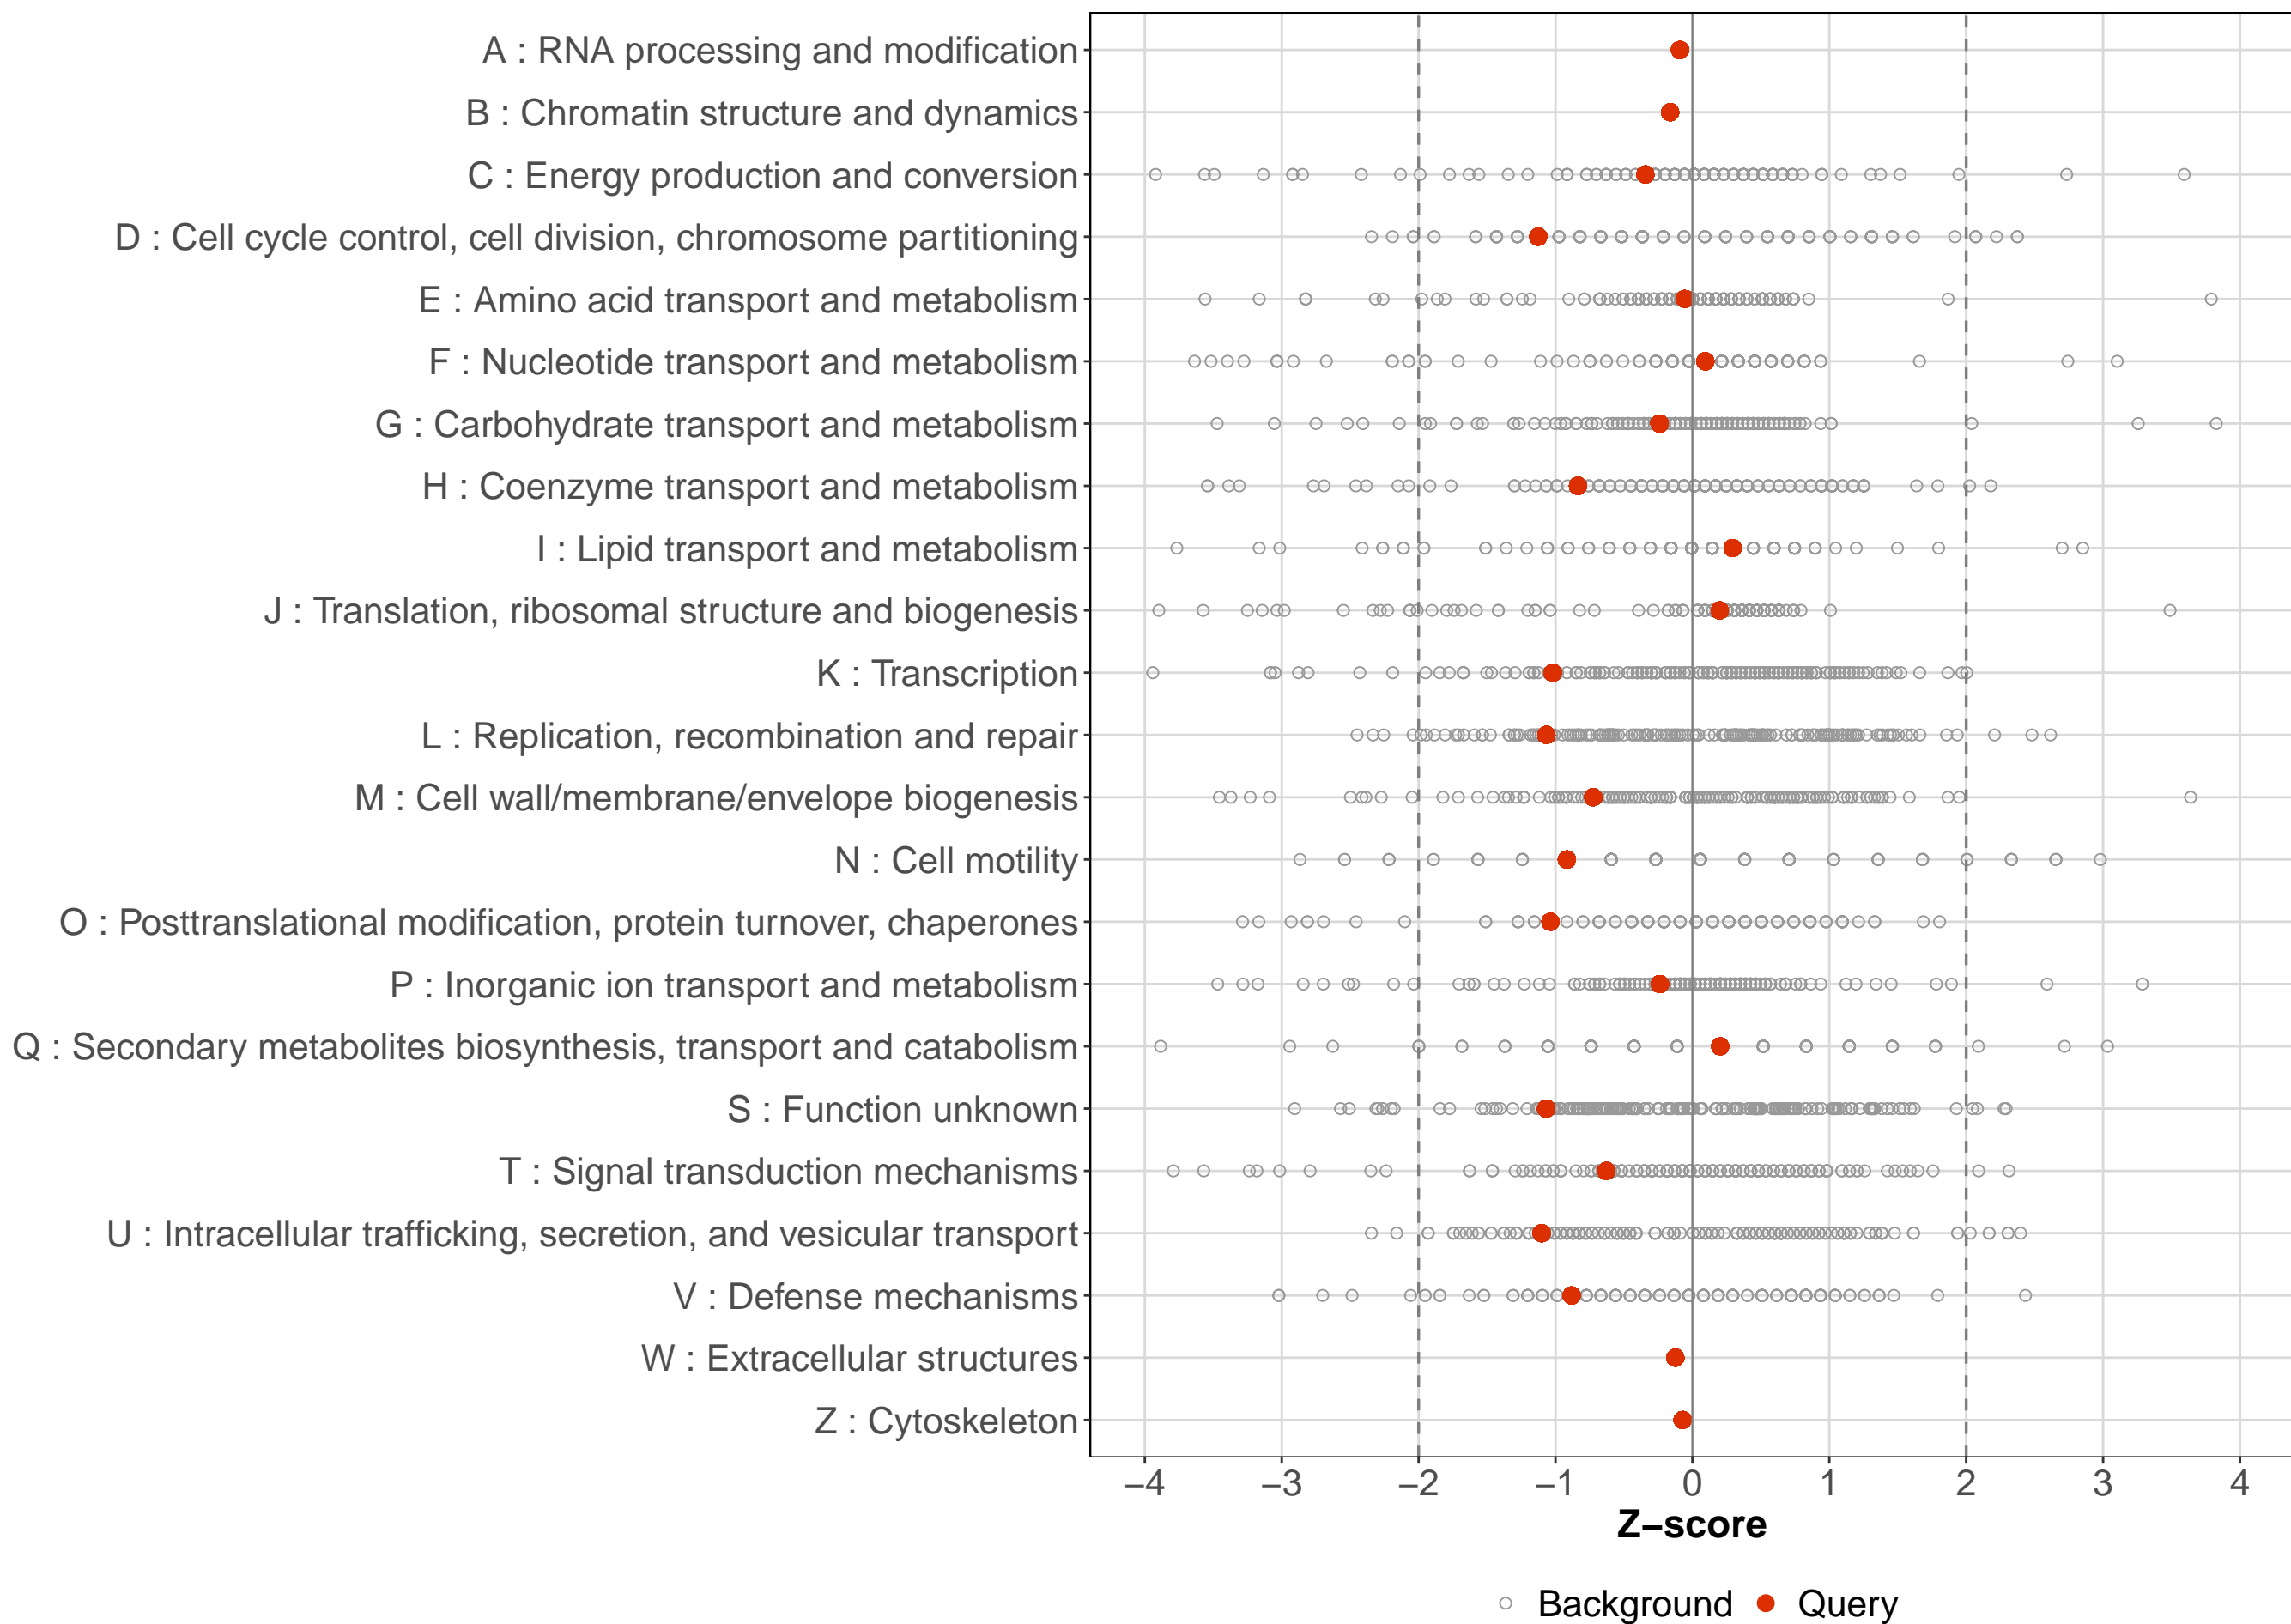 A : RNA processing and modification
B : Chromatin structure and dynamics
C : Energy production and conversion
D : Cell cycle control, cell division, chromosome partitioning
E : Amino acid transport and metabolism
F : Nucleotide transport and metabolism
G : Carbohydrate transport and metabolism
H : Coenzyme transport and metabolism
I : Lipid transport and metabolism
J : Translation, ribosomal structure and biogenesis
K : Transcription
L : Replication, recombination and repair
M : Cell wall/membrane/envelope biogenesis
N : Cell motility
O : Posttranslational modification, protein turnover, chaperones
P : Inorganic ion transport and metabolism
Q : Secondary metabolites biosynthesis, transport and catabolism
S : Function unknown
T : Signal transduction mechanisms
U : Intracellular trafficking, secretion, and vesicular transport
V : Defense mechanisms
W : Extracellular structures
Z : Cytoskeleton
−4 −3 −2 −1 0 1 2 3 4
Z−score
Background Query